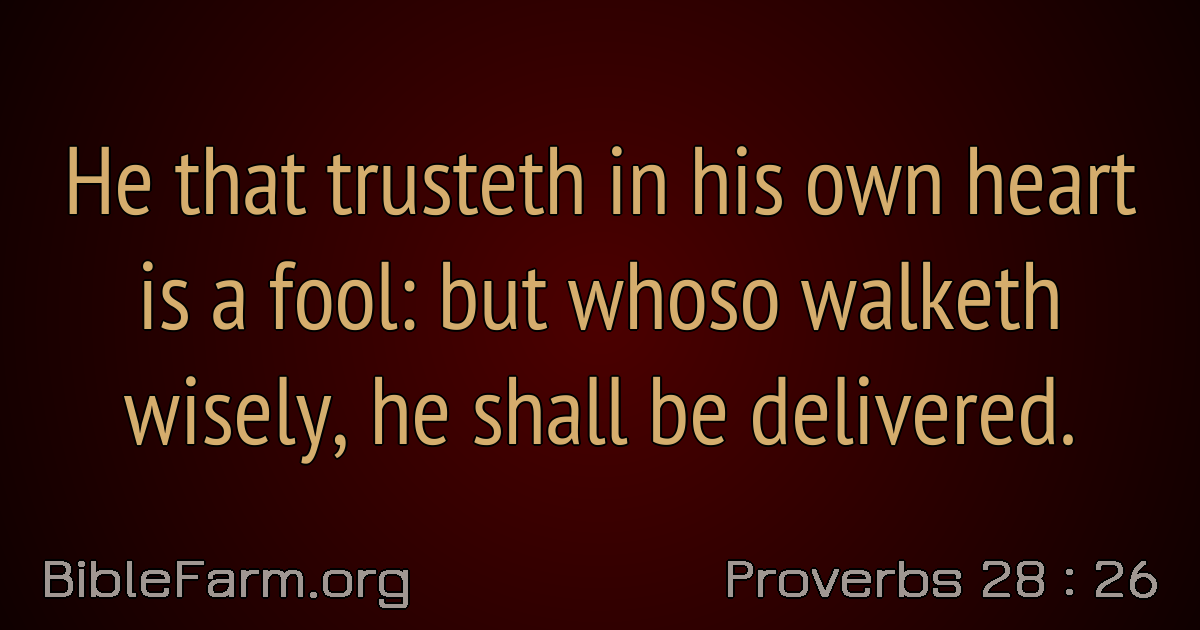 He that trusteth in his own heart
is a fool: but whoso walketh
wisely, he shall be delivered.
BibleFarm.org
Proverbs 28 : 26